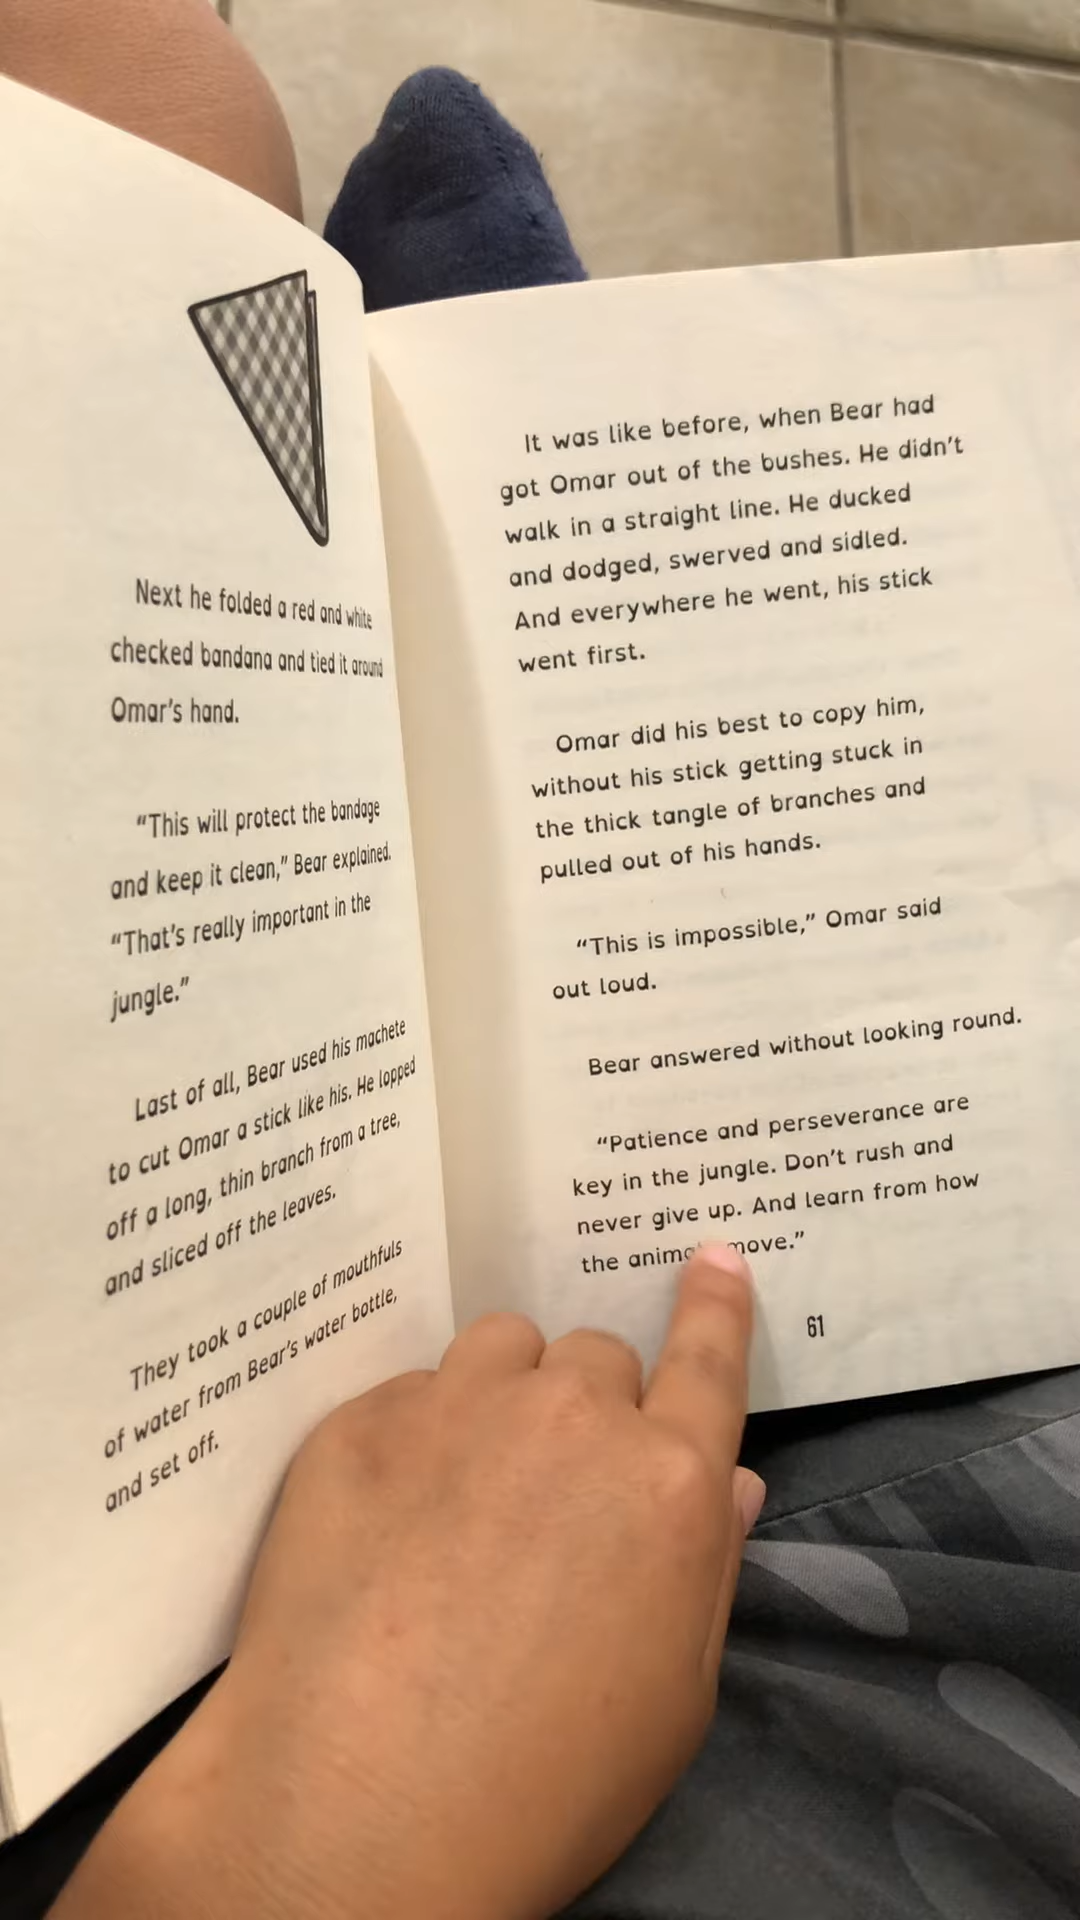 Next he folded a red and white
checked bandana and tied it around
Omar's hand.
“This will protect the bandage
and keep it clean,” Bear explained.
“That's really important in the
jungle.”
Last of all, Bear used his machete
to cut Omar a stick like his. He lopped
off a long, thin branch from a tree,
and sliced off the leaves.
They took a couple of mouthfuls
of water from Bear's water bottle,
and set off.
It was like before, when Bear had
got Omar out of the bushes. He didn't
walk in a straight line. He ducked
and dodged, swerved and sidled.
And everywhere he went, his stick
went first.
Omar did his best to copy him,
without his stick getting stuck in
the thick tangle of branches and
pulled out of his hands.
“This is impossible,” Omar said
out loud.
Bear answered without looking round.
“Patience and perseverance are
key in the jungle. Don't rush and
never give up. And learn from how
the move.”
61